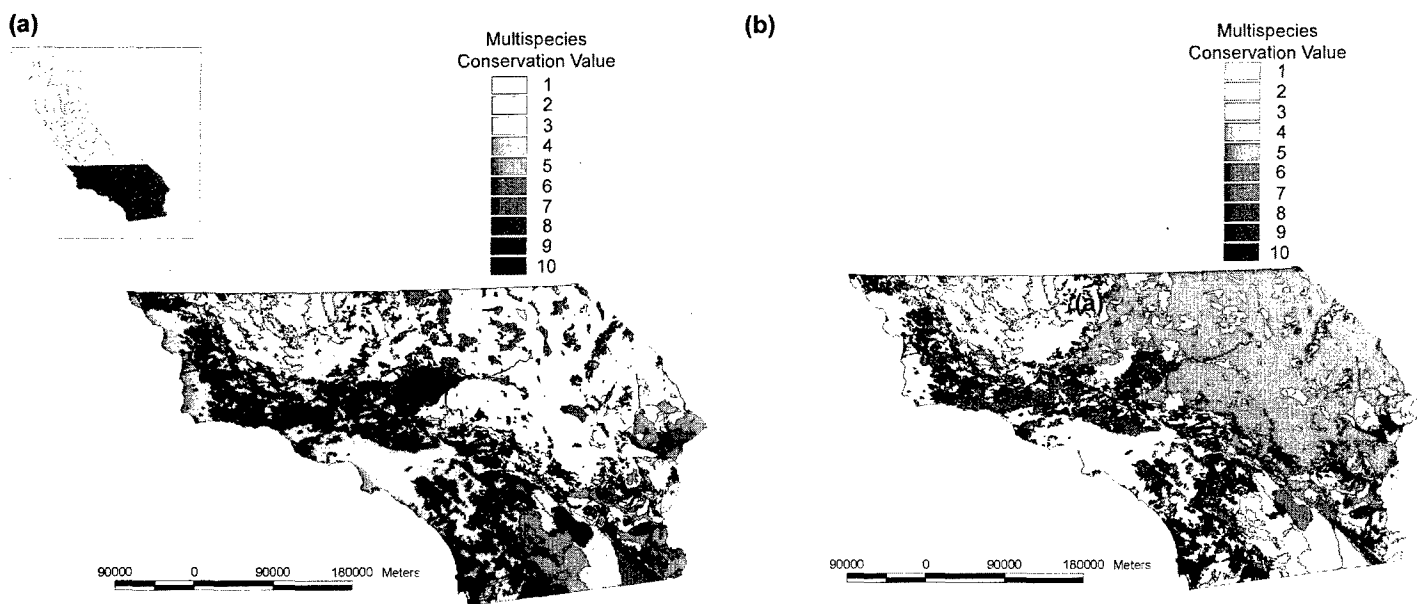 (a)
Multispecies
Conservation Value
1
2
3
4
5
6
7
8
9
10
90000 0 90000 180000 Meters
(b)
Multispecies
Conservation Value
1
2
3
4
5
6
7
8
9
10
(a)
90000 0 90000 180000 Meters